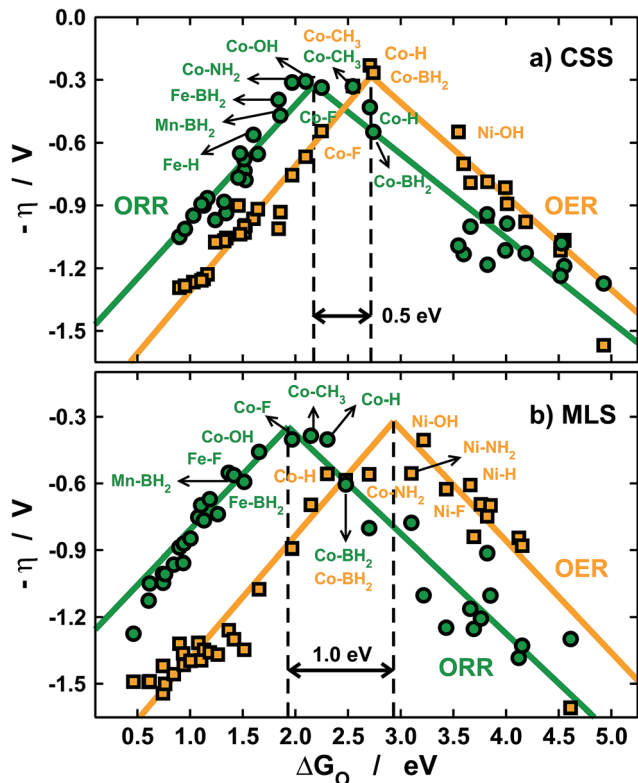 a) CSS
- η / V
0.0
-0.3
-0.6
-0.9
-1.2
-1.5
Co-OH
Co-NH₂
Fe-BH₂
Mn-BH₂
Fe-H
ORR
Co-CH₃
Co-CH₃
Co-H
Co-BH₂
Co-F
Co-F
Co-H
Co-BH₂
Ni-OH
OER
0.5 eV
b) MLS
- η / V
-0.3
-0.6
-0.9
-1.2
-1.5
Co-CH₃
Co-F
Co-H
Co-OH
Fe-F
Mn-BH₂
Fe-BH₂
Co-H
Co-NH₂
Co-BH₂
Co-BH₂
Ni-OH
Ni-NH₂
Ni-H
Ni-F
OER
ORR
1.0 eV
0.5 1.0 1.5 2.0 2.5 3.0 3.5 4.0 4.5 5.0
ΔG_O / eV